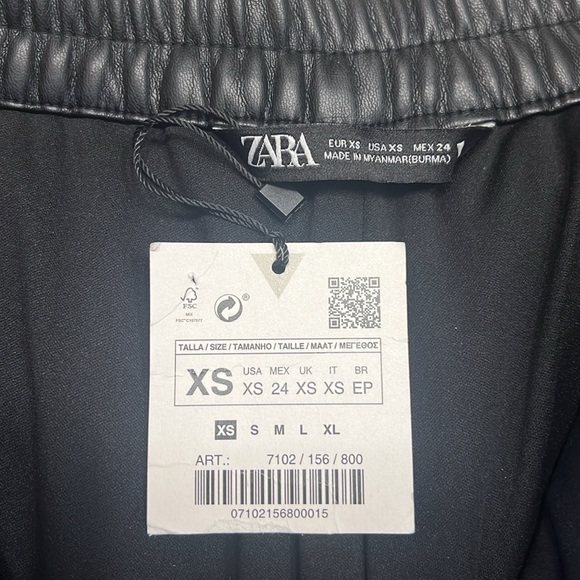 ZARA
EUR XS USA XS MEX 24
MADE IN MYANMAR(BURMA)
FSC
MIX
®
TALLA / SIZE / TAMANHO / TAILLE / MAAT / ΜΕΓΕΘΟΣ
XS
USA MEX UK IT BR
XS 24 XS XS EP
XS S M L XL
ART.: 7102 / 156 / 800
07102156800015